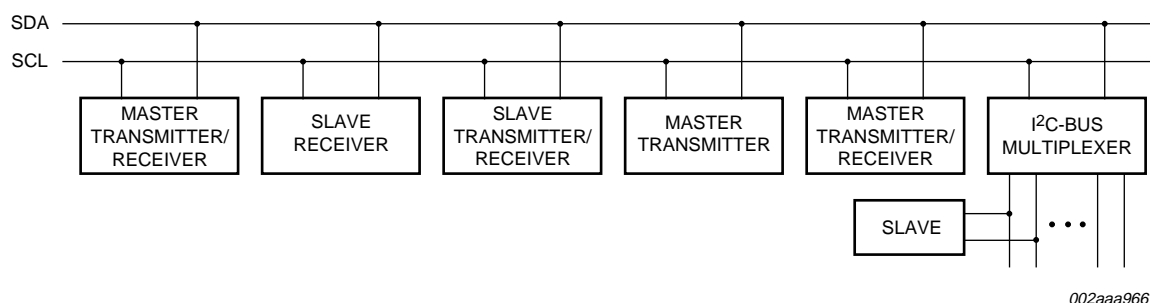 SDA
SCL
MASTER
TRANSMITTER/
RECEIVER
SLAVE
RECEIVER
SLAVE
TRANSMITTER/
RECEIVER
MASTER
TRANSMITTER
MASTER
TRANSMITTER/
RECEIVER
I²C-BUS
MULTIPLEXER
SLAVE
002aaa966